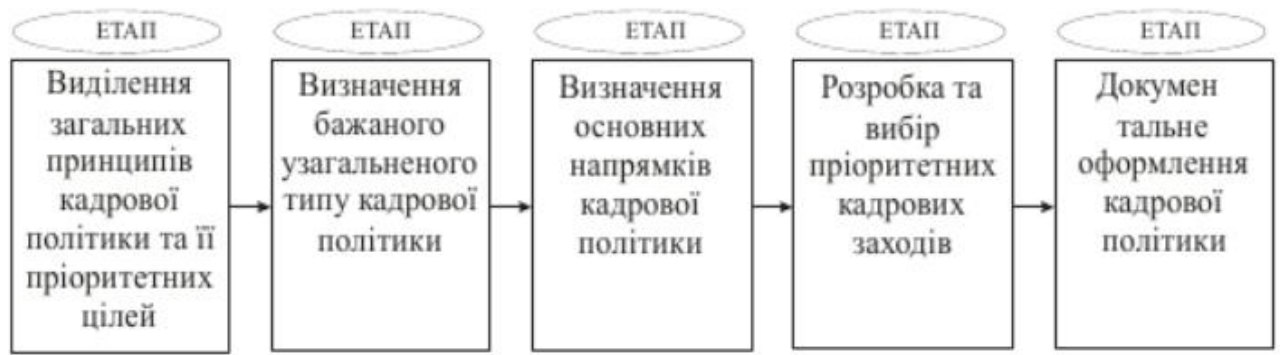 ЕТАП
Виділення
загальних
принципів
кадрової
політики та її
пріоритетних
цілей
ЕТАП
Визначення
бажаного
узагальненого
типу кадрової
політики
ЕТАП
Визначення
основних
напрямків
кадрової
політики
ЕТАП
Розробка та
вибір
пріоритетних
кадрових
заходів
ЕТАП
Докумен
тальне
оформлення
кадрової
політики